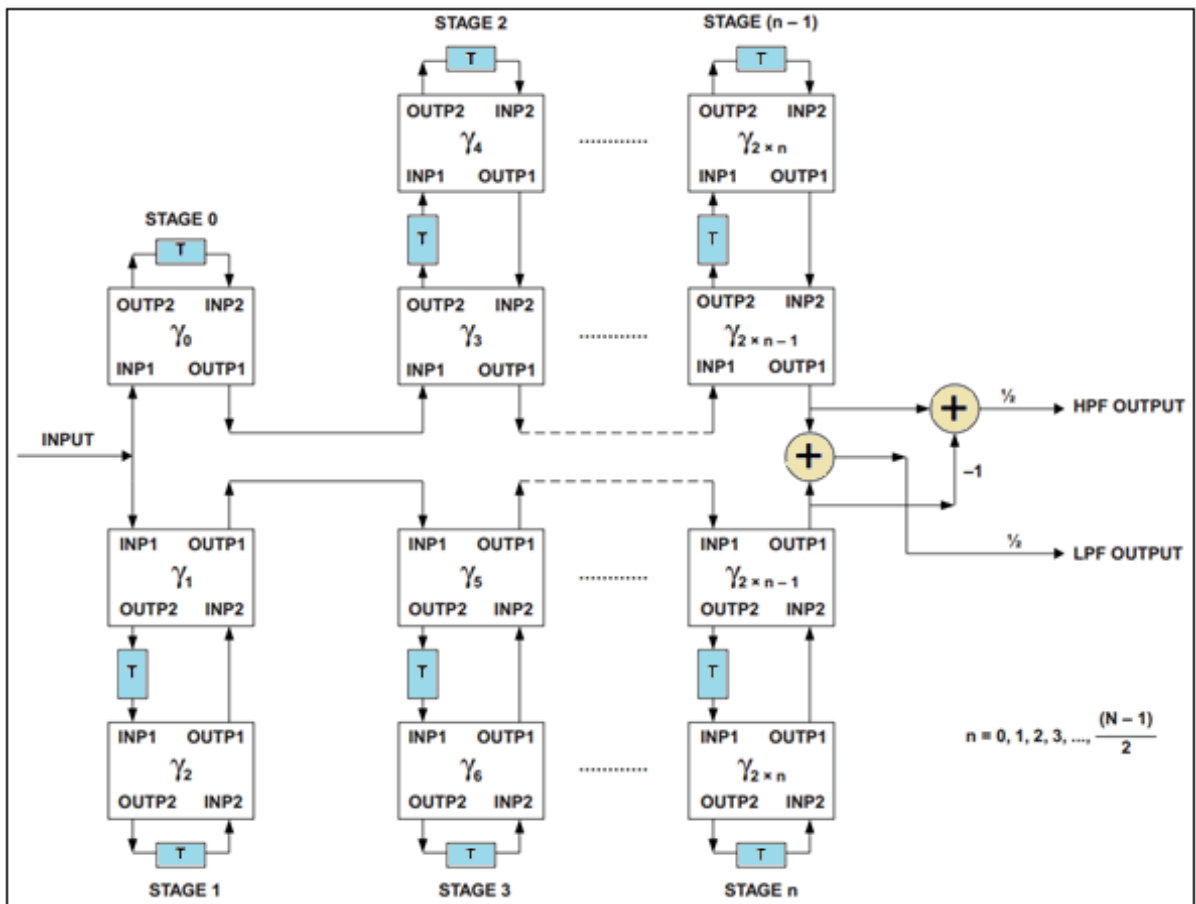 STAGE 2 STAGE (n – 1)
T T
OUTP2 INP2 OUTP2 INP2
γ4 ............ γ2 × n
INP1 OUTP1 INP1 OUTP1
STAGE 0
T T T
OUTP2 INP2 OUTP2 INP2 OUTP2 INP2
γ0 γ3 ............ γ2 × n – 1
INP1 OUTP1 INP1 OUTP1 INP1 OUTP1
+ ½ HPF OUTPUT
INPUT
+ –1
INP1 OUTP1 INP1 OUTP1 INP1 OUTP1
½ LPF OUTPUT
γ1 γ5 ............ γ2 × n – 1
OUTP2 INP2 OUTP2 INP2 OUTP2 INP2
T T T
INP1 OUTP1 INP1 OUTP1 INP1 OUTP1
n = 0, 1, 2, 3, ..., (N – 1)
2
γ2 γ6 ............ γ2 × n
OUTP2 INP2 OUTP2 INP2 OUTP2 INP2
T T T
STAGE 1 STAGE 3 STAGE n